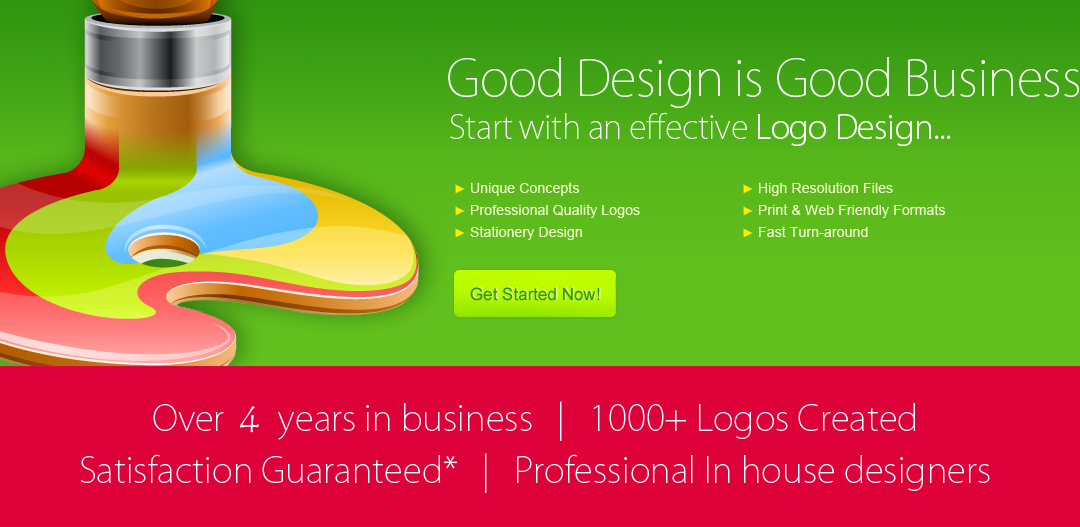 Good Design is Good Business
Start with an effective Logo Design...
Unique Concepts
Professional Quality Logos
Stationery Design
High Resolution Files
Print & Web Friendly Formats
Fast Turn-around
Get Started Now!
Over 4 years in business | 1000+ Logos Created
Satisfaction Guaranteed* | Professional In house designers